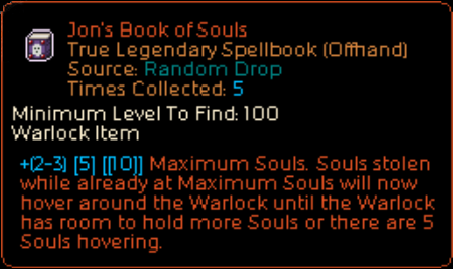 Jon's Book of Souls
True Legendary Spellbook (Offhand)
Source: Random Drop
Times Collected: 5
Minimum Level To Find: 100
Warlock Item
+(2-3) [5] [[10]] Maximum Souls. Souls stolen
while already at Maximum Souls will now
hover around the Warlock until the Warlock
has room to hold more Souls or there are 5
Souls hovering.